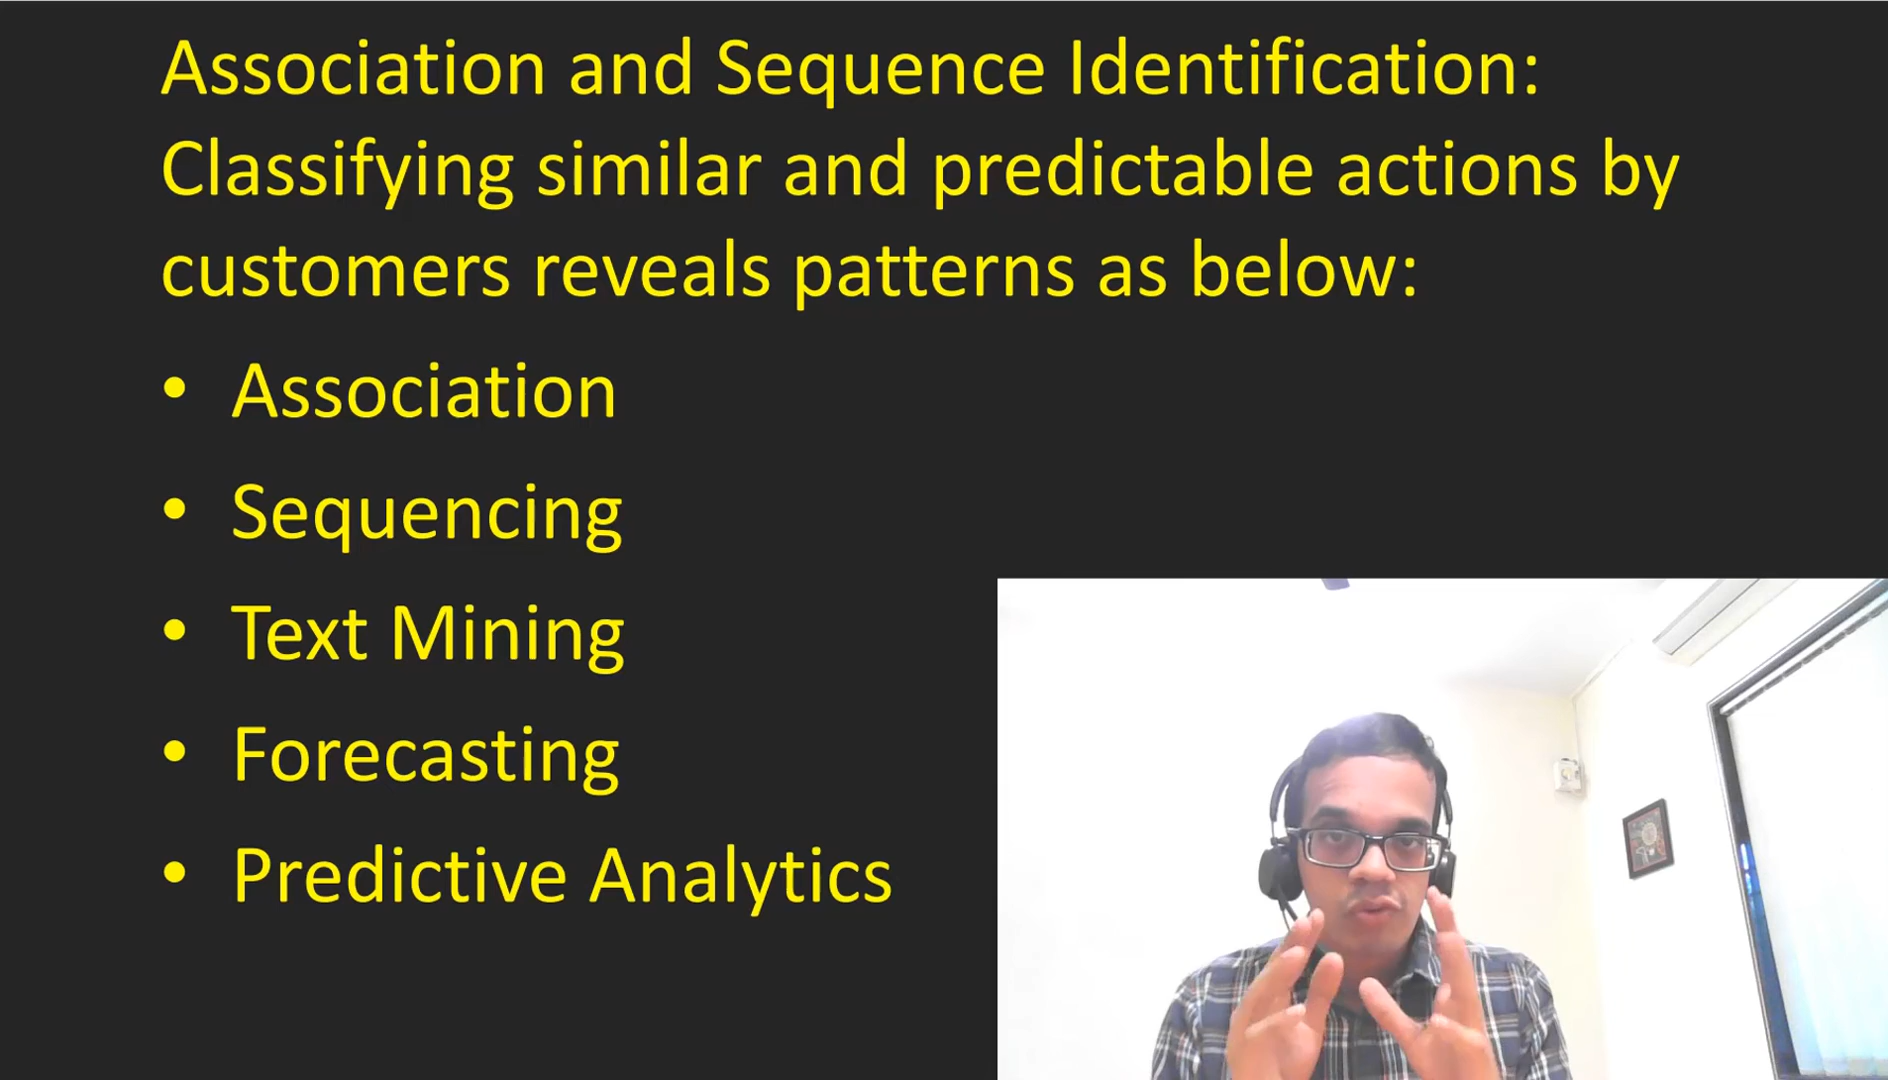 Association and Sequence Identification:
Classifying similar and predictable actions by
customers reveals patterns as below:
• Association
• Sequencing
• Text Mining
• Forecasting
• Predictive Analytics